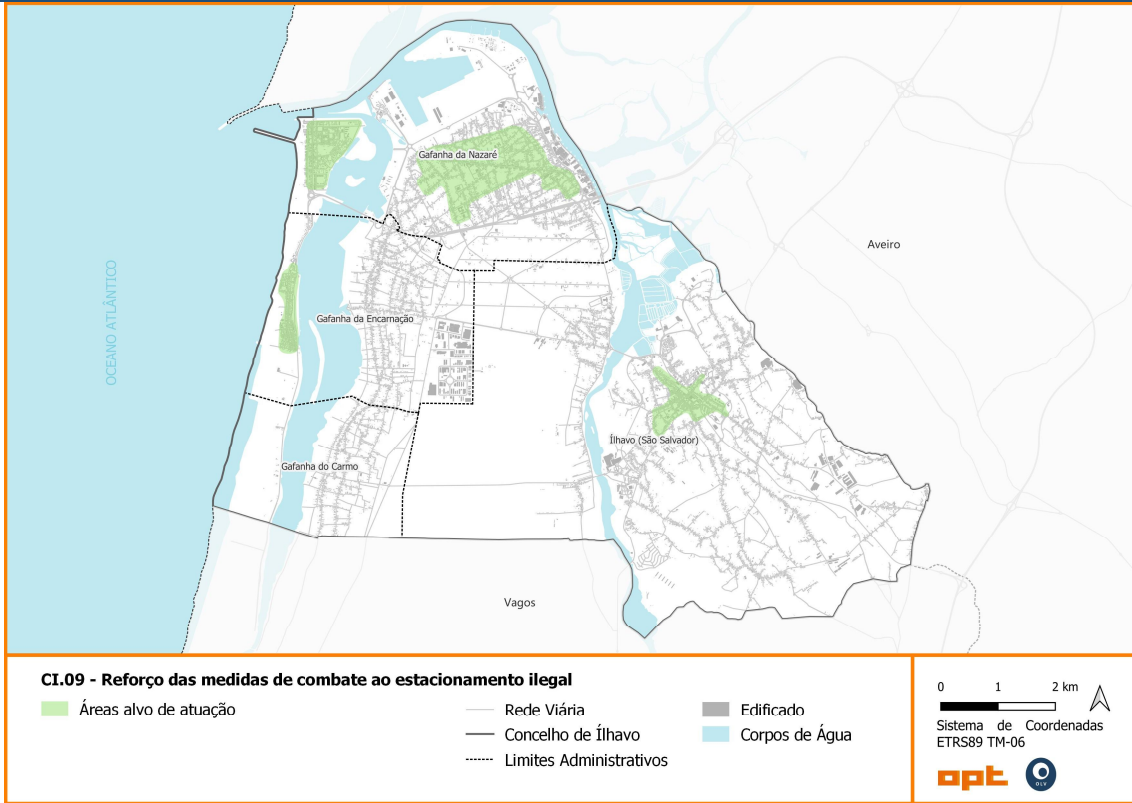 Gafanha da Nazaré
Aveiro
OCEANO ATLÂNTICO
Gafanha da Encarnação
Ílhavo (São Salvador)
Gafanha do Carmo
Vagos
CI.09 - Reforço das medidas de combate ao estacionamento ilegal
Áreas alvo de atuação
Rede Viária
Concelho de Ílhavo
Limites Administrativos
Edificado
Corpos de Água
0 1 2 km
Sistema de Coordenadas
ETRS89 TM-06
opt
OLV